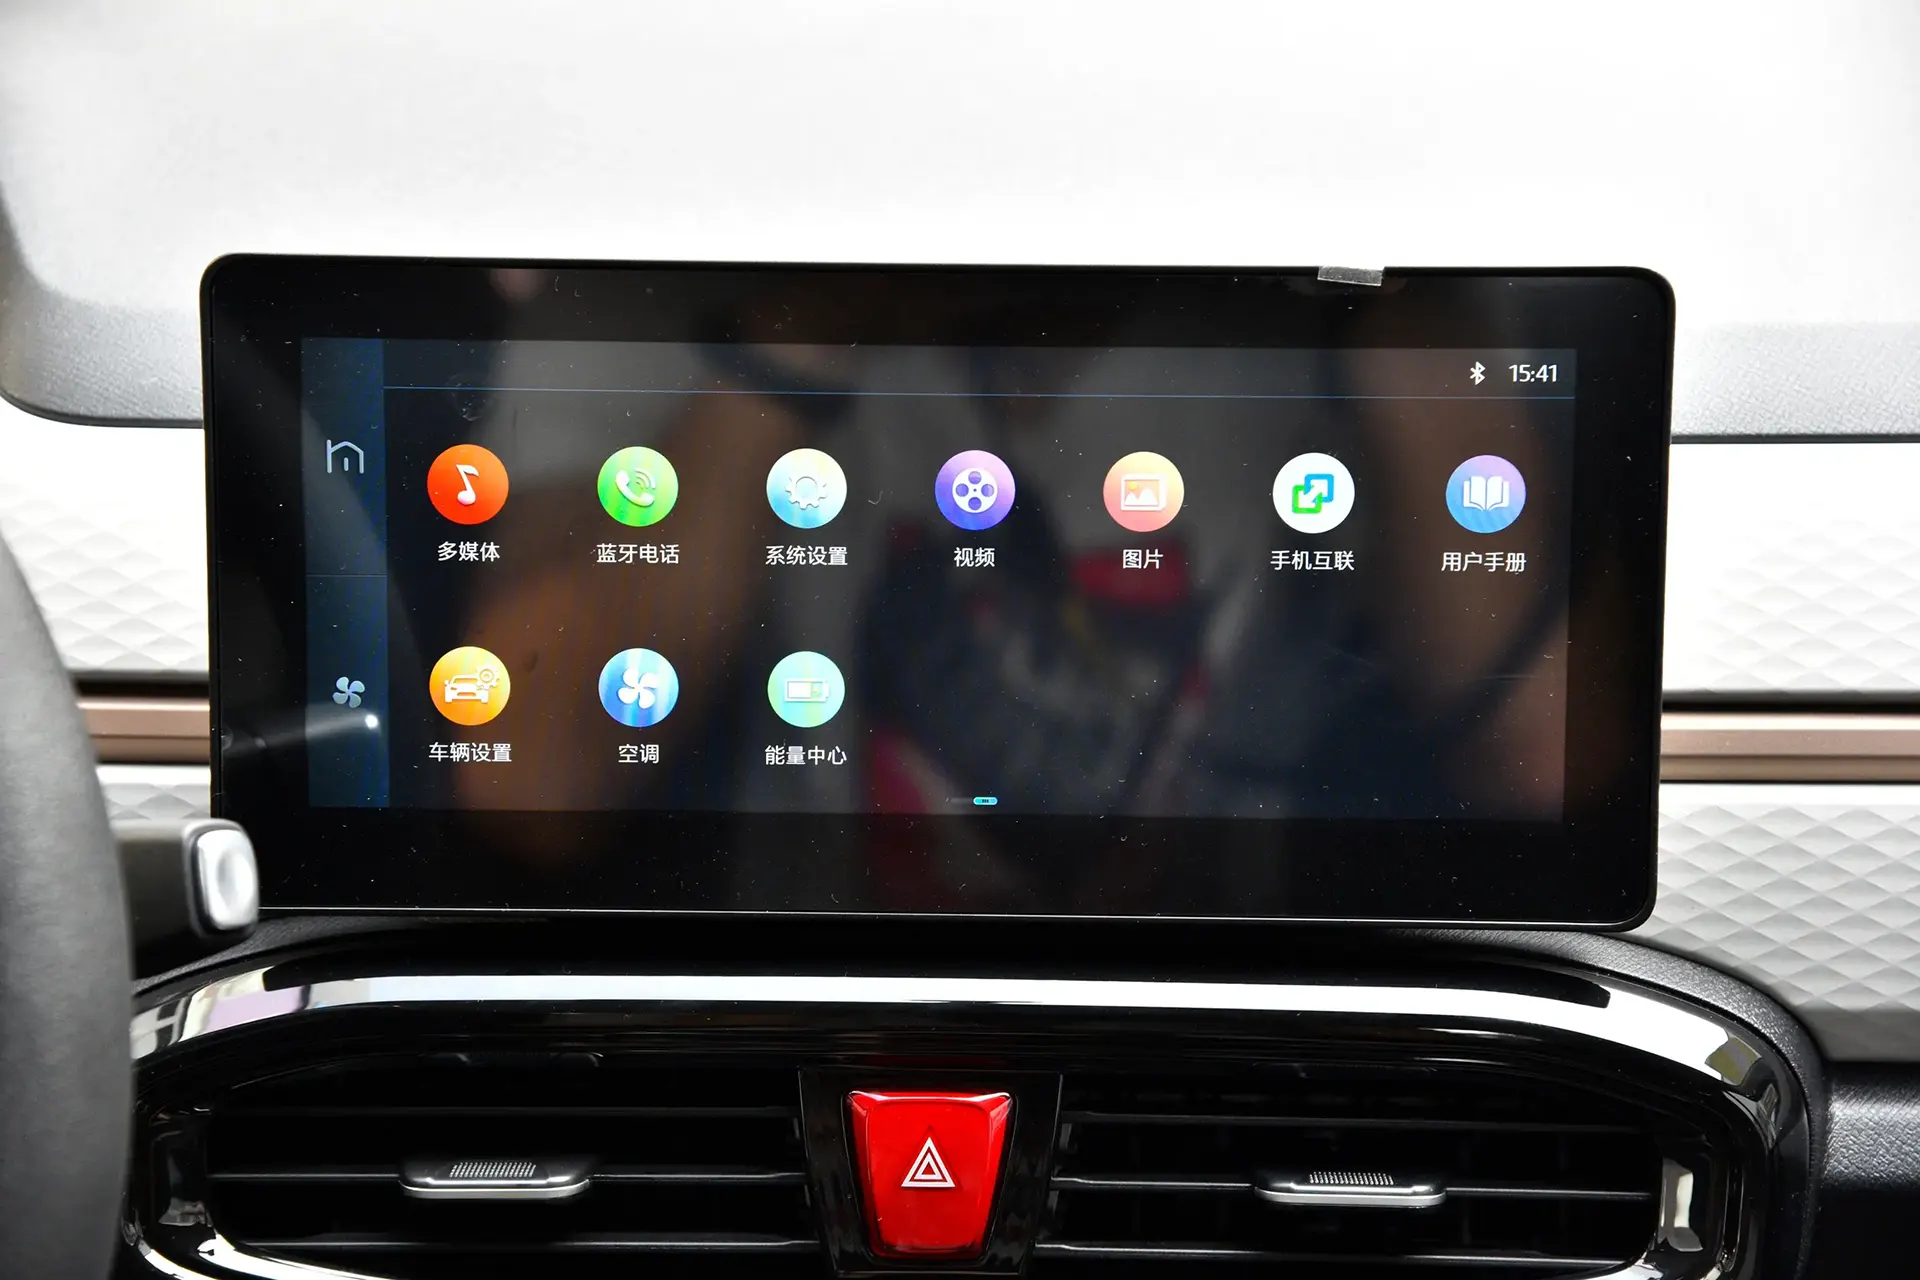 15:41
多媒体
蓝牙电话
系统设置
视频
图片
手机互联
用户手册
车辆设置
空调
能量中心